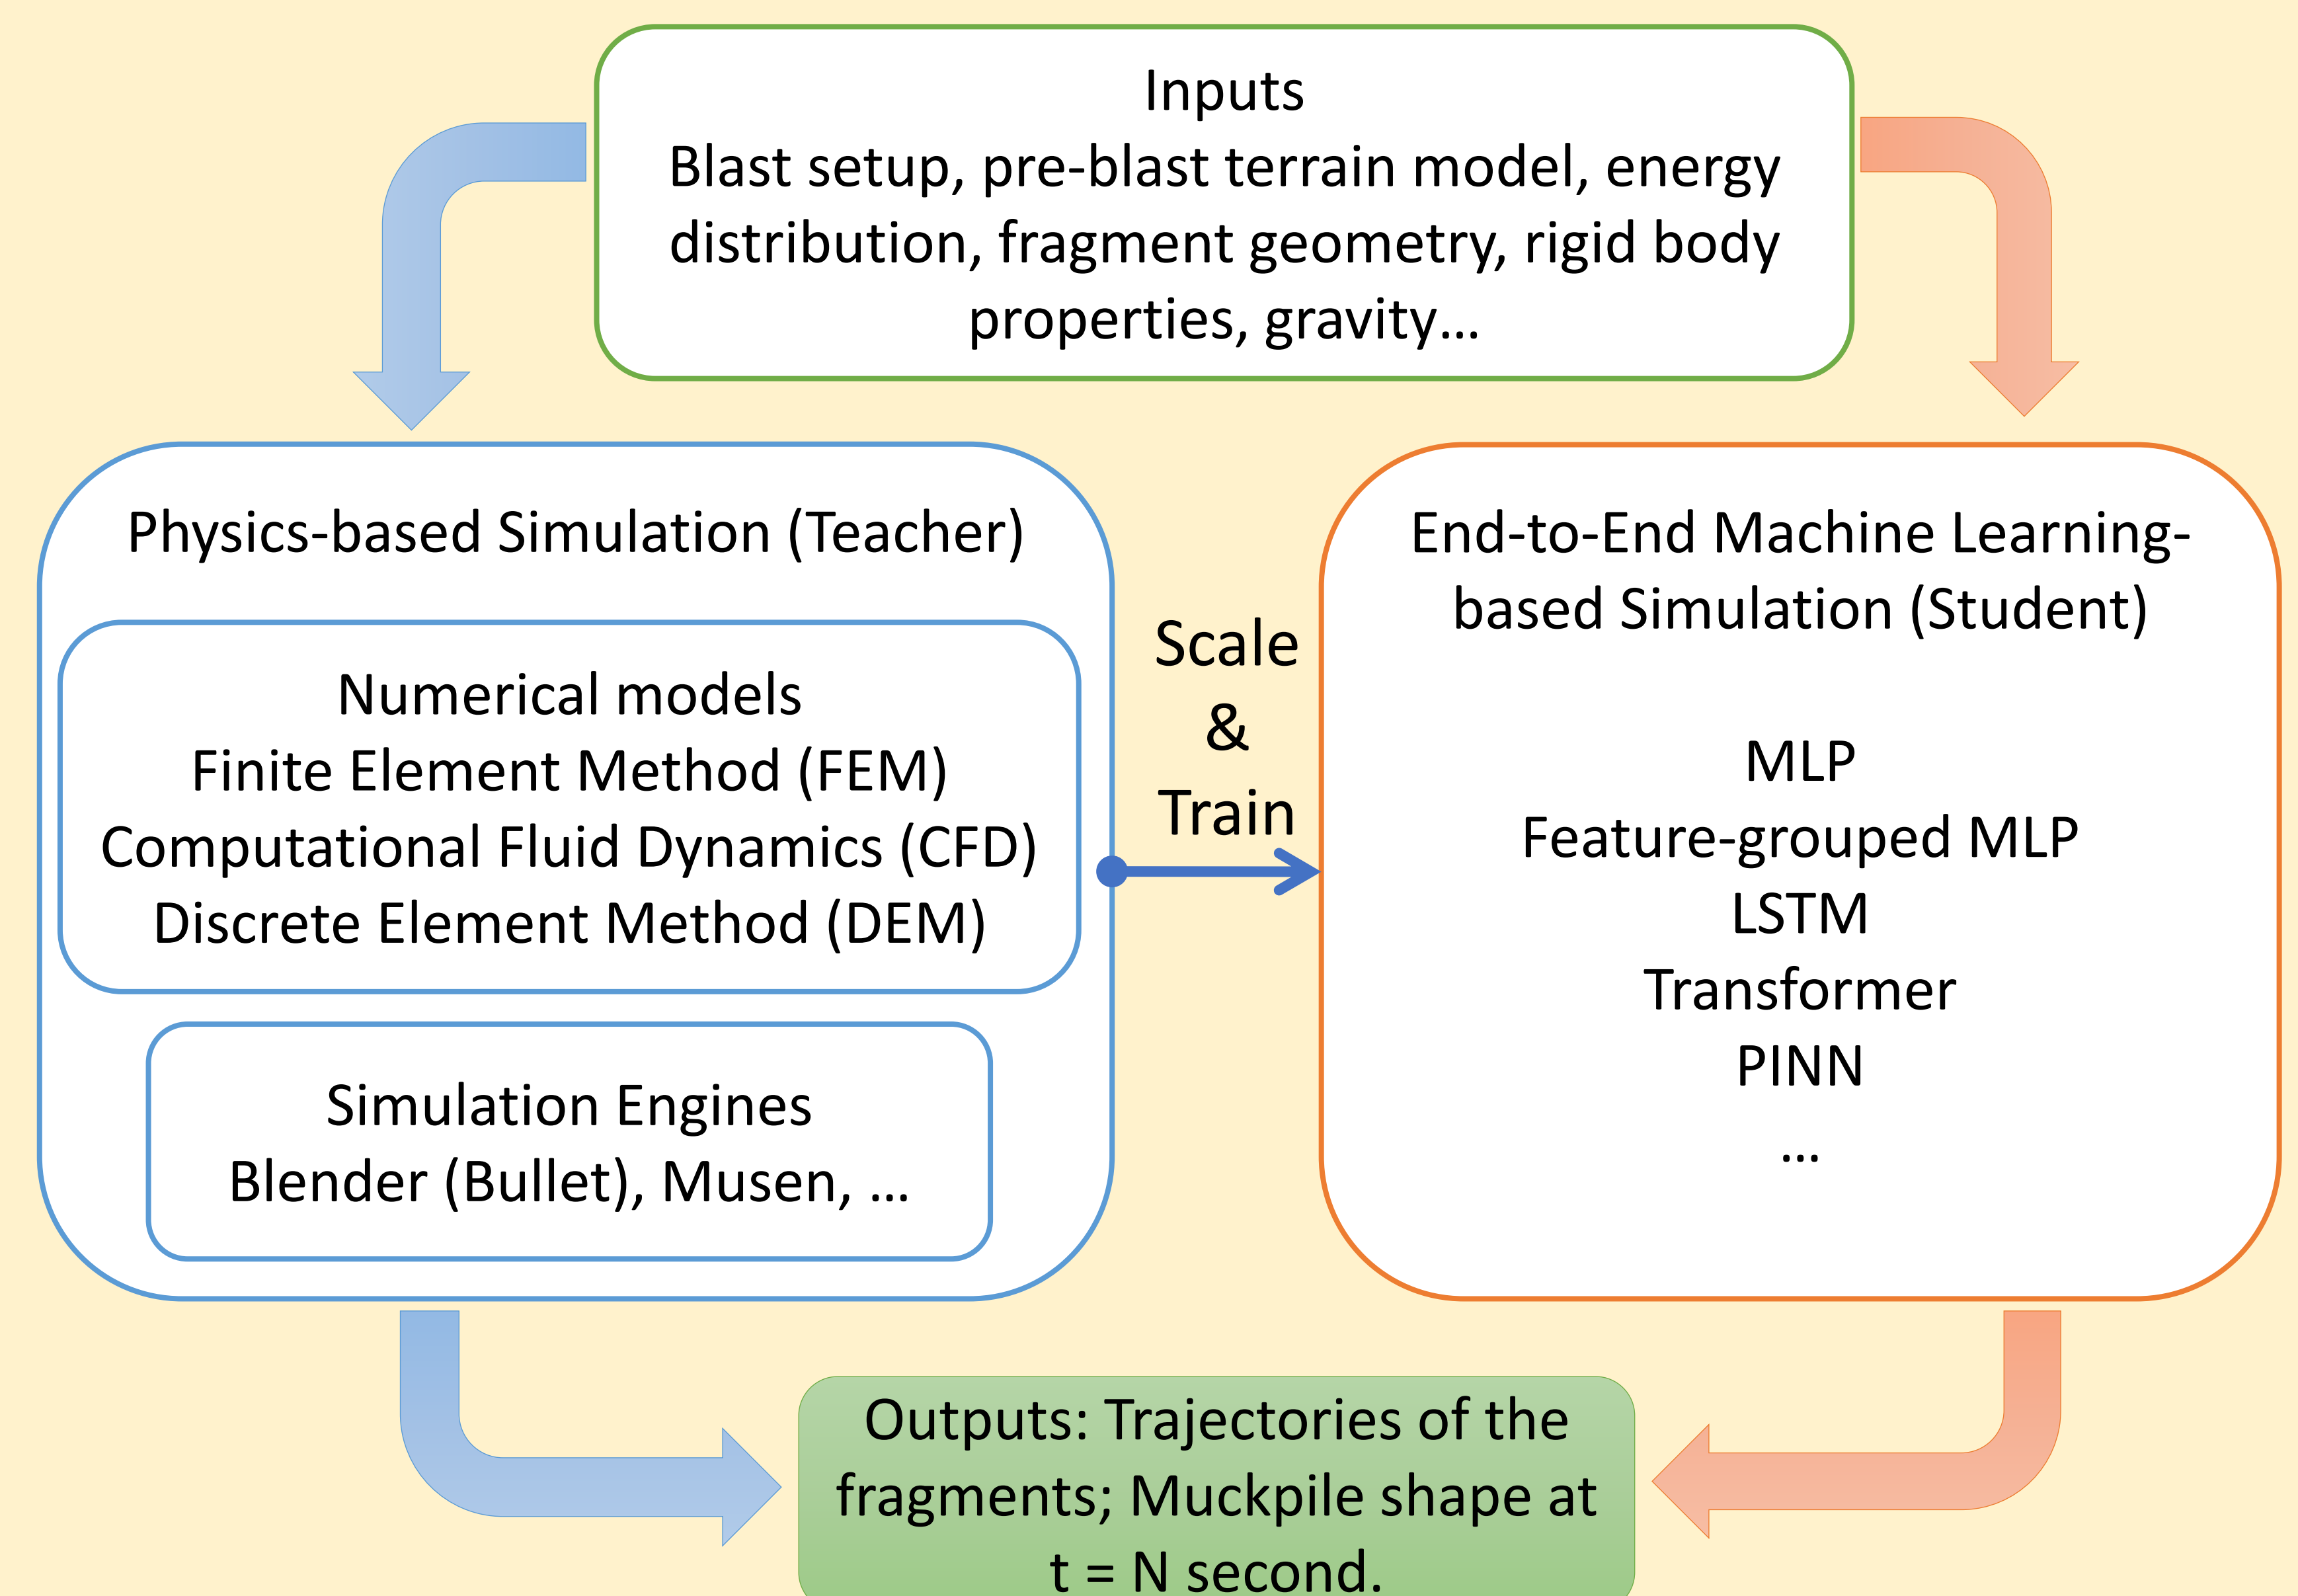 Inputs
Blast setup, pre-blast terrain model, energy
distribution, fragment geometry, rigid body
properties, gravity...
Physics-based Simulation (Teacher)
Numerical models
Finite Element Method (FEM)
Computational Fluid Dynamics (CFD)
Discrete Element Method (DEM)
Simulation Engines
Blender (Bullet), Musen, ...
Scale
&
Train
End-to-End Machine Learning-
based Simulation (Student)
MLP
Feature-grouped MLP
LSTM
Transformer
PINN
...
Outputs: Trajectories of the
fragments; Muckpile shape at
t = N second.